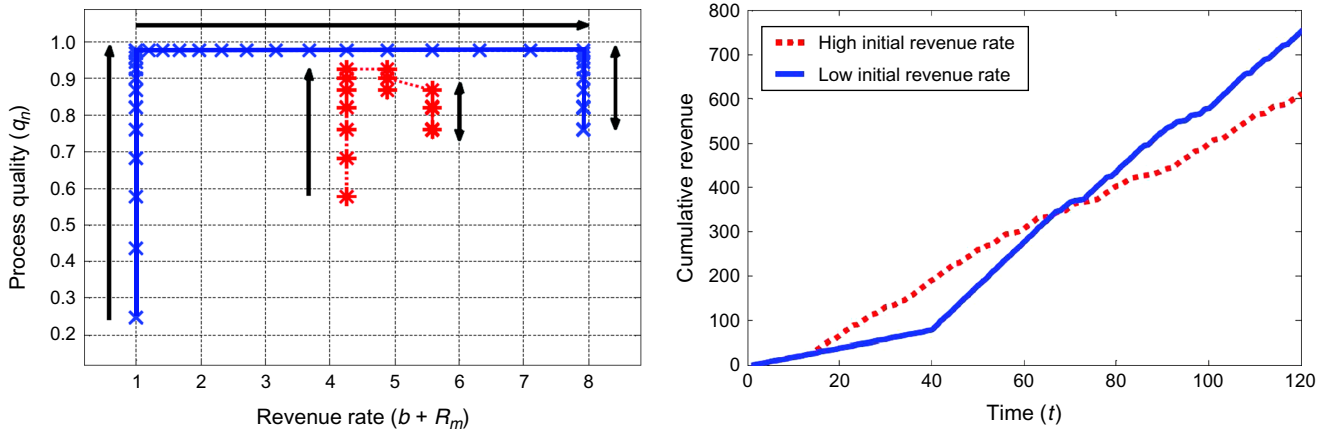 Process quality (qn)
1.0
0.9
0.8
0.7
0.6
0.5
0.4
0.3
0.2
1 2 3 4 5 6 7 8
Revenue rate (b + Rm)
Cumulative revenue
800
700
600
500
400
300
200
100
0
High initial revenue rate
Low initial revenue rate
0 20 40 60 80 100 120
Time (t)